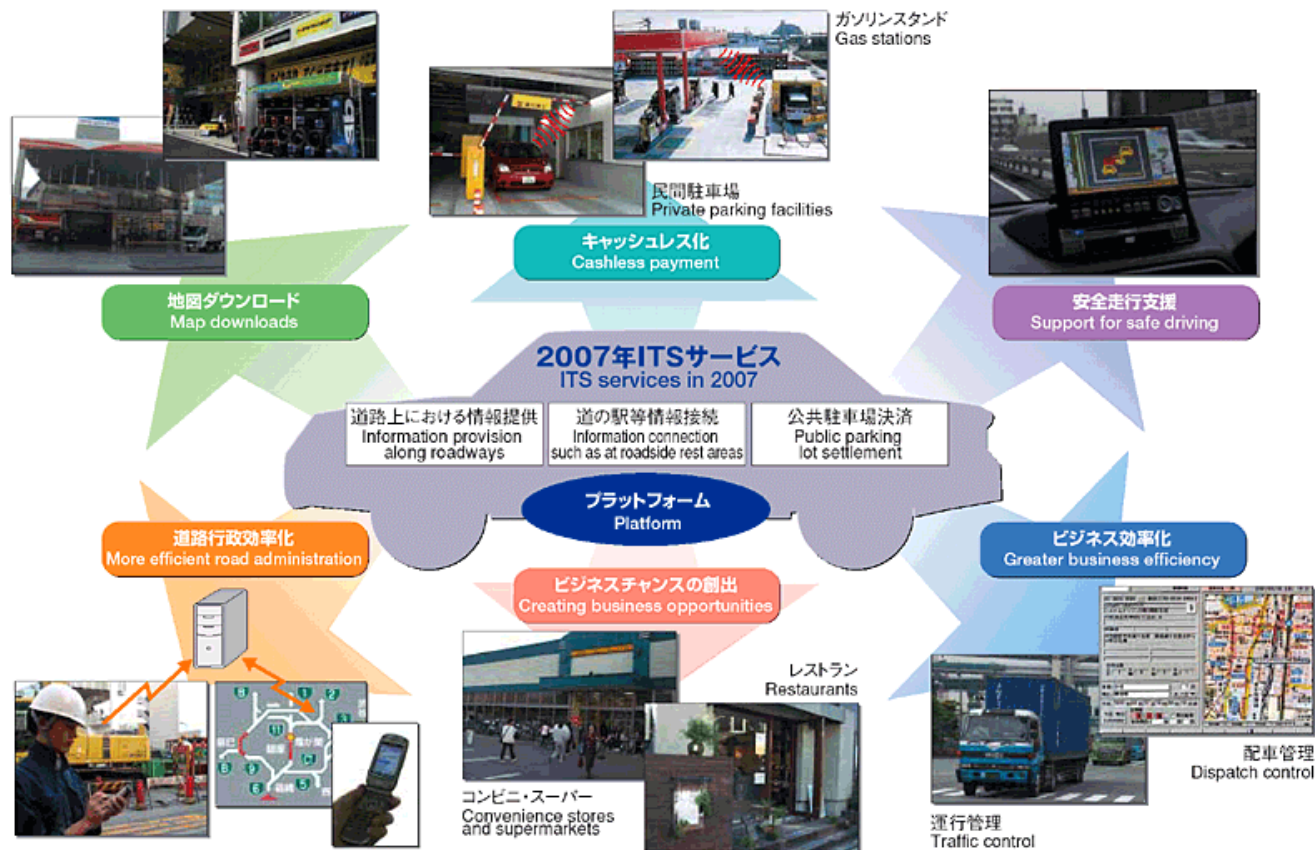 ガソリンスタンド
Gas stations
民間駐車場
Private parking facilities
キャッシュレス化
Cashless payment
地図ダウンロード
Map downloads
安全走行支援
Support for safe driving
2007年ITSサービス
ITS services in 2007
道路上における情報提供
Information provision
along roadways
道の駅等情報接続
Information connection
such as at roadside rest areas
公共駐車場決済
Public parking
lot settlement
プラットフォーム
Platform
道路行政効率化
More efficient road administration
ビジネスチャンスの創出
Creating business opportunities
ビジネス効率化
Greater business efficiency
レストラン
Restaurants
コンビニ・スーパー
Convenience stores
and supermarkets
配車管理
Dispatch control
運行管理
Traffic control